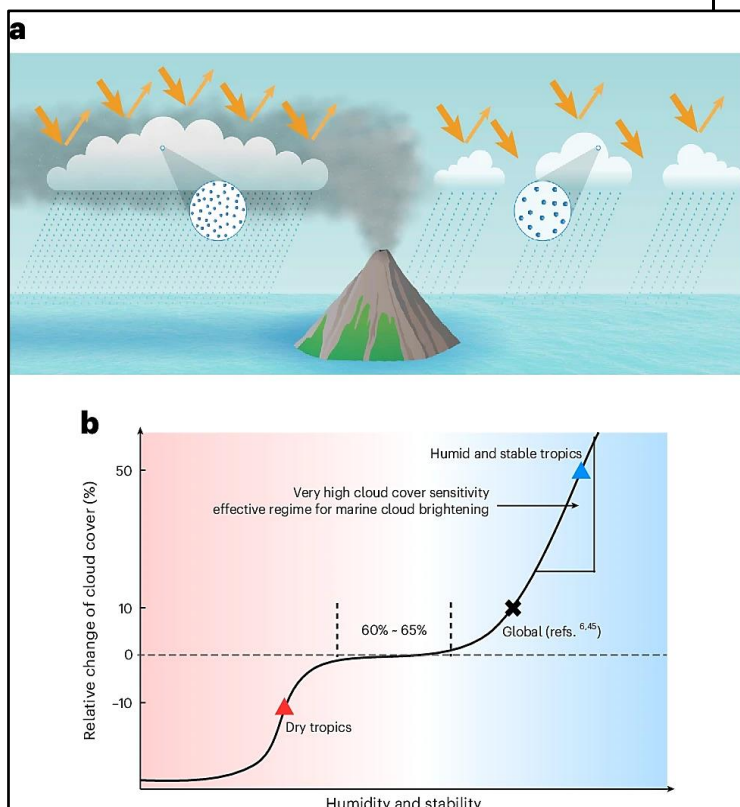 a
b
Relative change of cloud cover (%)
50
10
0
–10
Humid and stable tropics
Very high cloud cover sensitivity
effective regime for marine cloud brightening
60% ~ 65%
Global (refs. 6,45)
Dry tropics
Humidity and stability